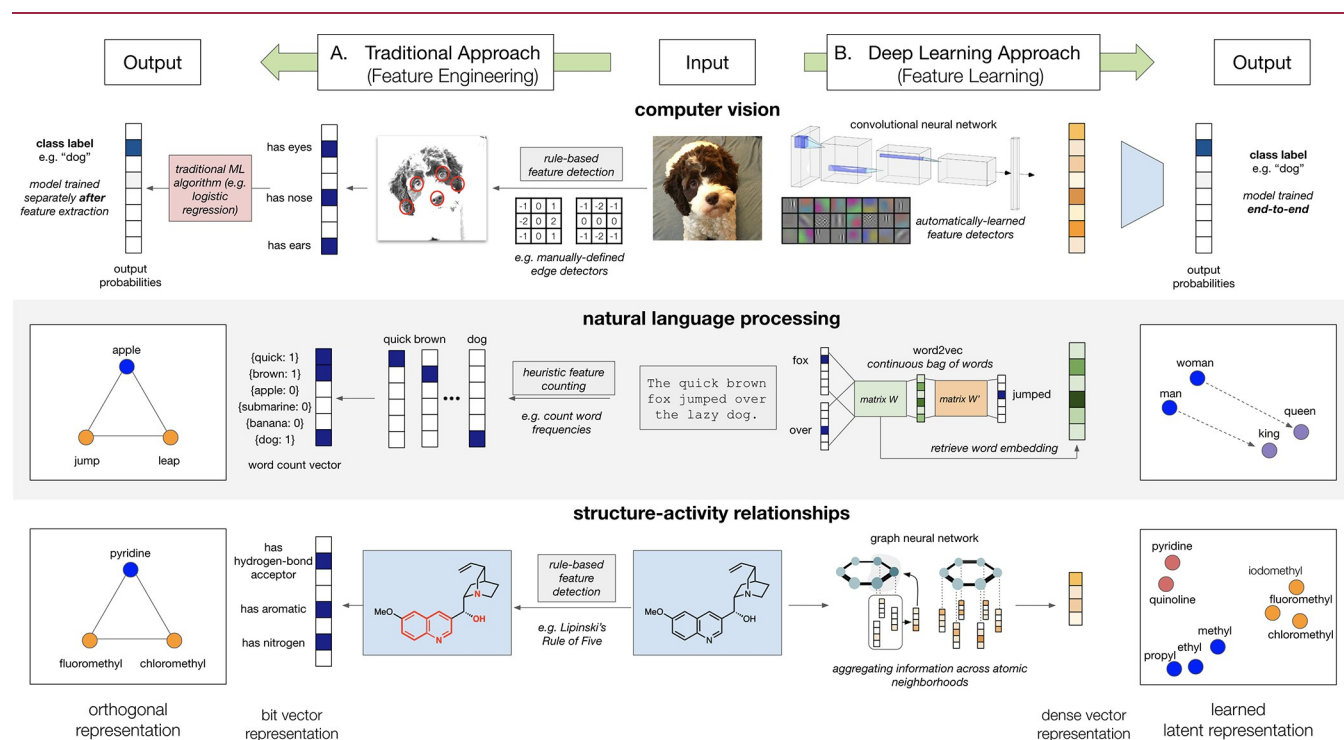 Output
A. Traditional Approach
(Feature Engineering)
Input
B. Deep Learning Approach
(Feature Learning)
Output
computer vision
class label
e.g. “dog”
model trained
separately after
feature extraction
output
probabilities
traditional ML
algorithm (e.g.
logistic
regression)
has eyes
has nose
has ears
rule-based
feature detection
-1 0 1
-2 0 2
-1 0 1
-1 -2 -1
0 0 0
-1 -2 -1
e.g. manually-defined
edge detectors
convolutional neural network
automatically-learned
feature detectors
class label
e.g. “dog”
model trained
end-to-end
output
probabilities
natural language processing
apple
jump
leap
{quick: 1}
{brown: 1}
{apple: 0}
{submarine: 0}
{banana: 0}
{dog: 1}
word count vector
quick brown
dog
heuristic feature
counting
e.g. count word
frequencies
The quick brown
fox jumped over
the lazy dog.
fox
over
word2vec
continuous bag of words
matrix W
matrix W'
jumped
retrieve word embedding
woman
man
queen
king
structure-activity relationships
pyridine
fluoromethyl
chloromethyl
has
hydrogen-bond
acceptor
has aromatic
has nitrogen
MeO
N
OH
N
rule-based
feature
detection
e.g. Lipinski’s
Rule of Five
MeO
N
OH
N
graph neural network
aggregating information across atomic
neighborhoods
pyridine
quinoline
iodomethyl
fluoromethyl
chloromethyl
methyl
ethyl
propyl
orthogonal
representation
bit vector
representation
dense vector
representation
learned
latent representation